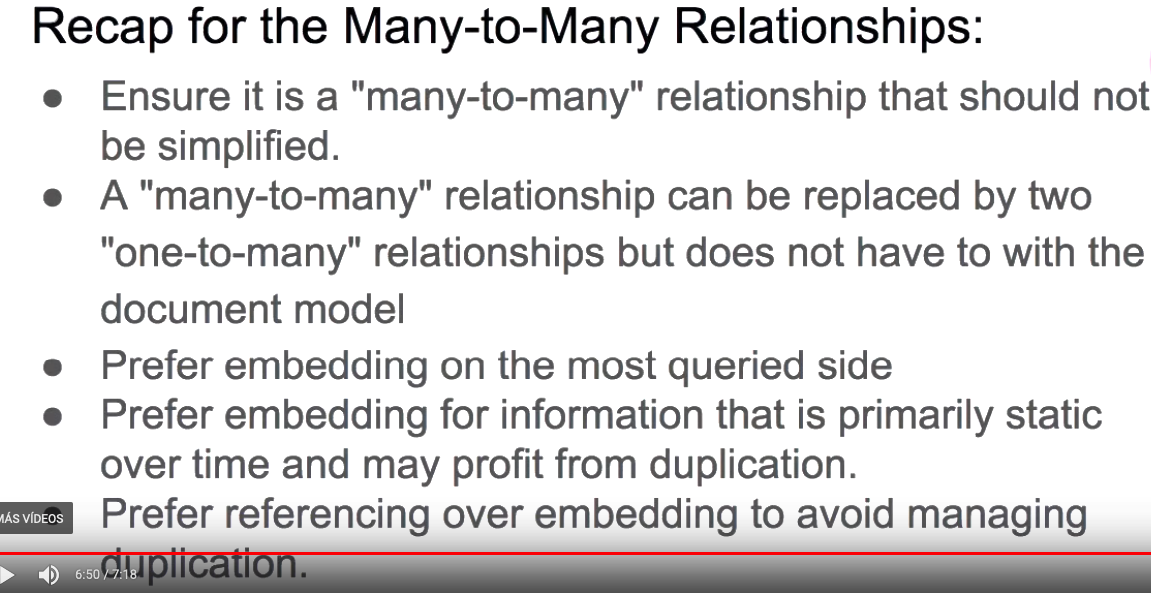 Recap for the Many-to-Many Relationships:
● Ensure it is a "many-to-many" relationship that should not
be simplified.
● A "many-to-many" relationship can be replaced by two
"one-to-many" relationships but does not have to with the
document model
● Prefer embedding on the most queried side
● Prefer embedding for information that is primarily static
over time and may profit from duplication.
MÁS VÍDEOS
● Prefer referencing over embedding to avoid managing
duplication.
6:50 / 7:18